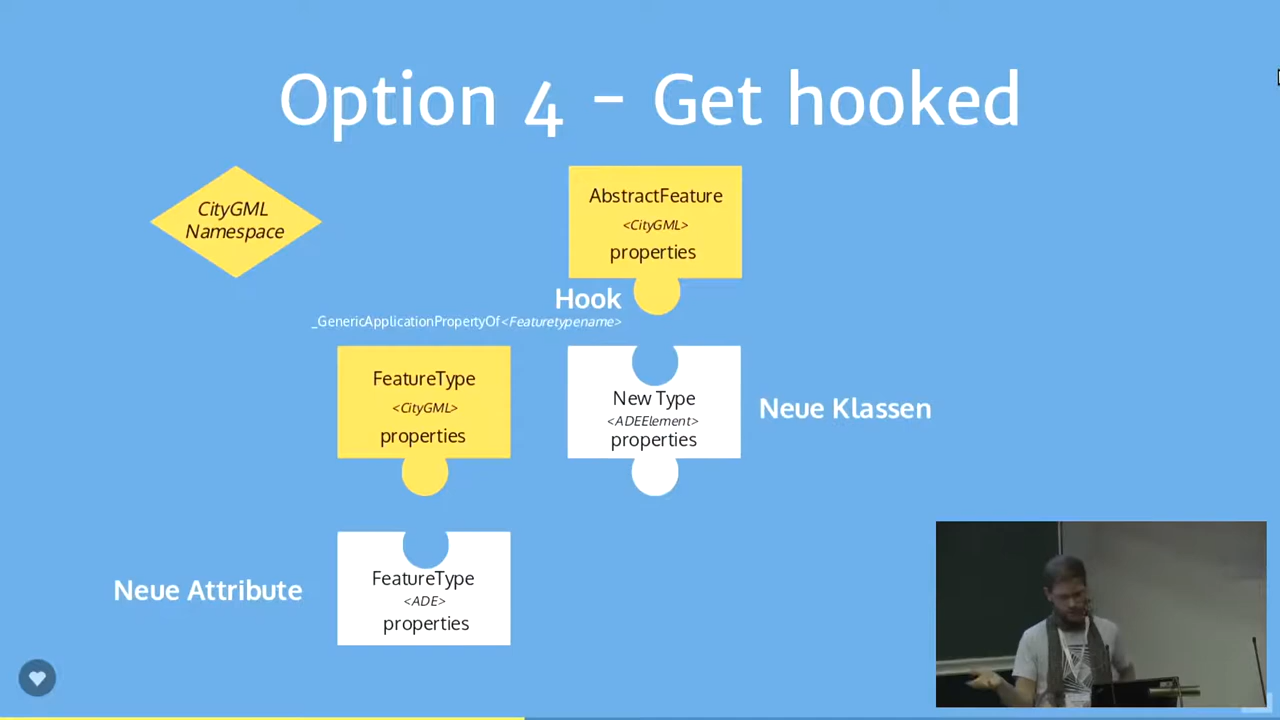 Option 4 – Get hooked
CityGML
Namespace
AbstractFeature
<CityGML>
properties
Hook
_GenericApplicationPropertyOf<Featuretypename>
FeatureType
<CityGML>
properties
New Type
<ADEElement>
properties
Neue Klassen
Neue Attribute
FeatureType
<ADE>
properties